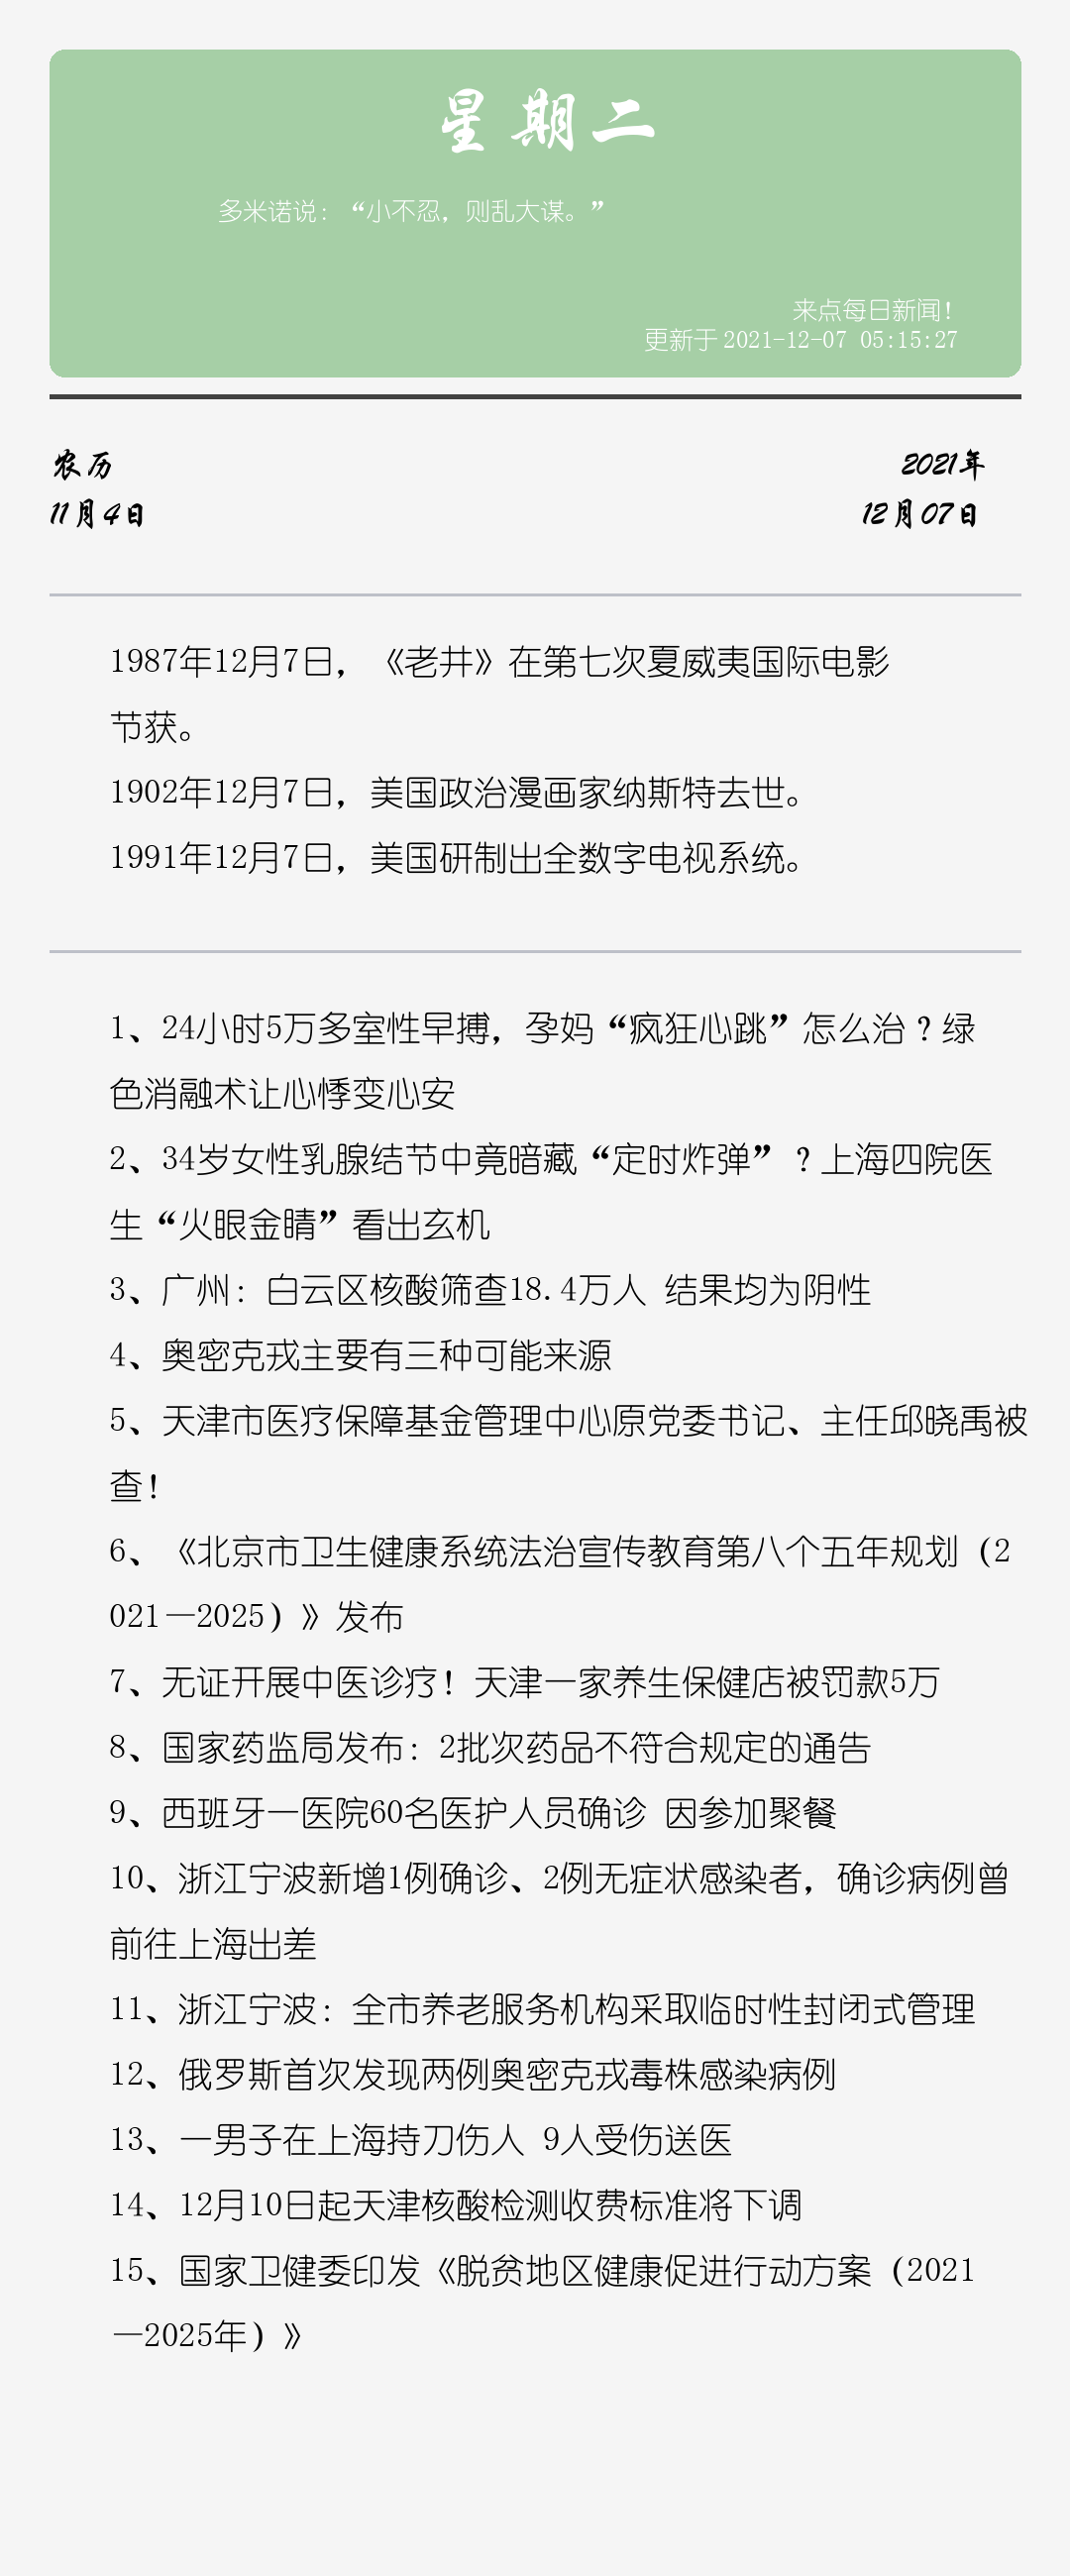 星期二
多米诺说：“小不忍，则乱大谋。”
来点每日新闻！
更新于 2021-12-07 05:15:27
农历
2021年
11月4日
12月07日
1987年12月7日，《老井》在第七次夏威夷国际电影
节获。
1902年12月7日，美国政治漫画家纳斯特去世。
1991年12月7日，美国研制出全数字电视系统。
1、24小时5万多室性早搏，孕妈“疯狂心跳”怎么治？绿
色消融术让心悸变心安
2、34岁女性乳腺结节中竟暗藏“定时炸弹”？上海四院医
生“火眼金睛”看出玄机
3、广州：白云区核酸筛查18.4万人 结果均为阴性
4、奥密克戎主要有三种可能来源
5、天津市医疗保障基金管理中心原党委书记、主任邱晓禹被
查！
6、《北京市卫生健康系统法治宣传教育第八个五年规划（2
021—2025）》发布
7、无证开展中医诊疗！天津一家养生保健店被罚款5万
8、国家药监局发布：2批次药品不符合规定的通告
9、西班牙一医院60名医护人员确诊 因参加聚餐
10、浙江宁波新增1例确诊、2例无症状感染者，确诊病例曾
前往上海出差
11、浙江宁波：全市养老服务机构采取临时性封闭式管理
12、俄罗斯首次发现两例奥密克戎毒株感染病例
13、一男子在上海持刀伤人 9人受伤送医
14、12月10日起天津核酸检测收费标准将下调
15、国家卫健委印发《脱贫地区健康促进行动方案（2021
—2025年）》